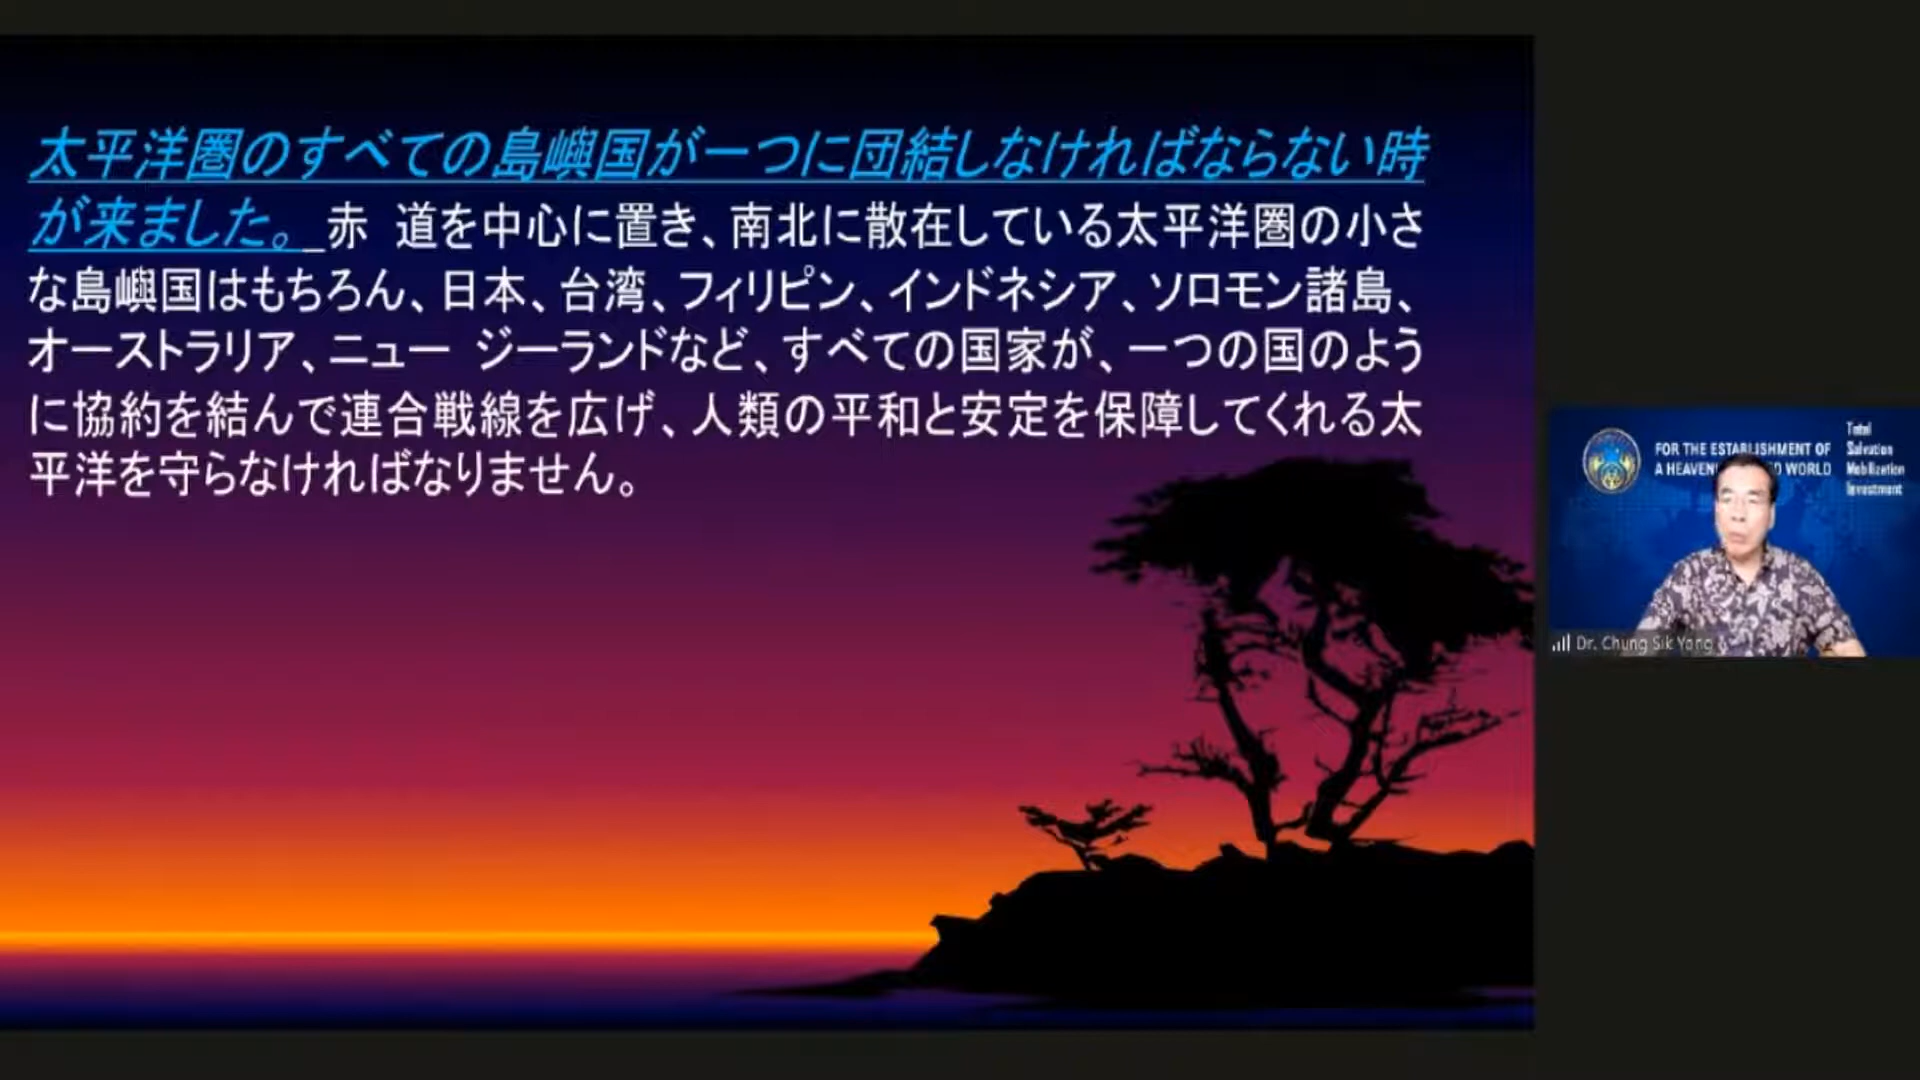 太平洋圏のすべての島嶼国が一つに団結しなければならない時
が来ました。_赤 道を中心に置き、南北に散在している太平洋圏の小さ
な島嶼国はもちろん、日本、台湾、フィリピン、インドネシア、ソロモン諸島、
オーストラリア、ニュー ジーランドなど、すべての国家が、一つの国のよう
に協約を結んで連合戦線を広げ、人類の平和と安定を保障してくれる太
平洋を守らなければなりません。
FOR THE ESTABLISHMENT OF
A WORLD
Total
Salvation
Mobilization
Investment
Dr. Chung Sik Yong